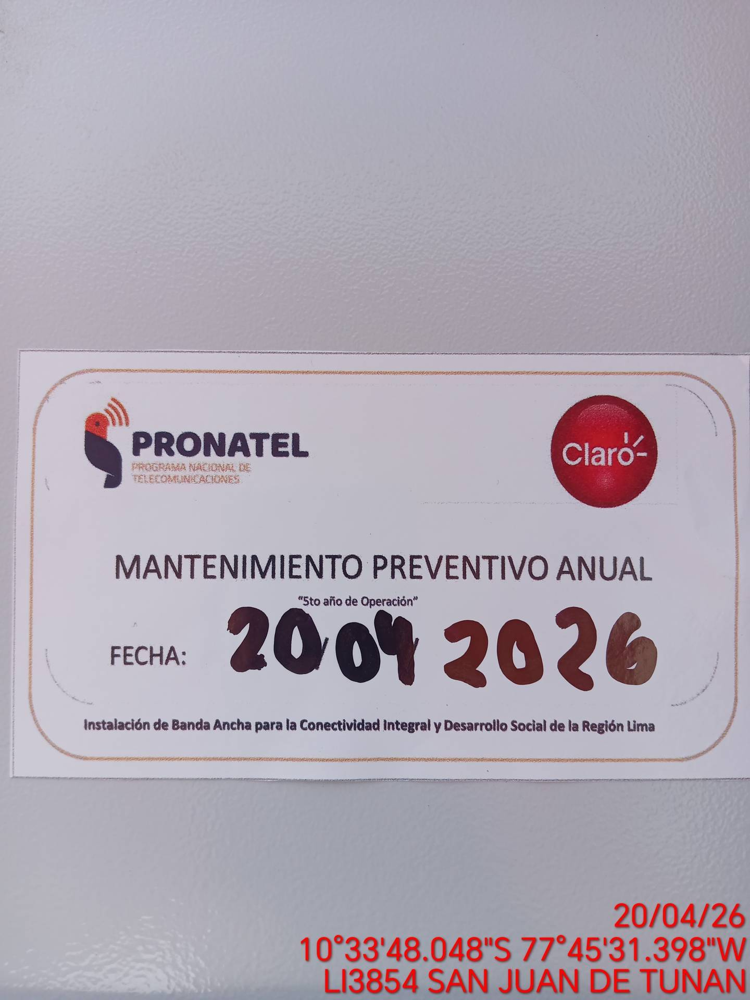 PRONATEL
PROGRAMA NACIONAL DE
TELECOMUNICACIONES
Claro
MANTENIMIENTO PREVENTIVO ANUAL
"5to año de Operación"
FECHA: 20/04/2026
Instalación de Banda Ancha para la Conectividad Integral y Desarrollo Social de la Región Lima
20/04/26
10°33'48.048"S 77°45'31.398"W
LI3854 SAN JUAN DE TUNAN